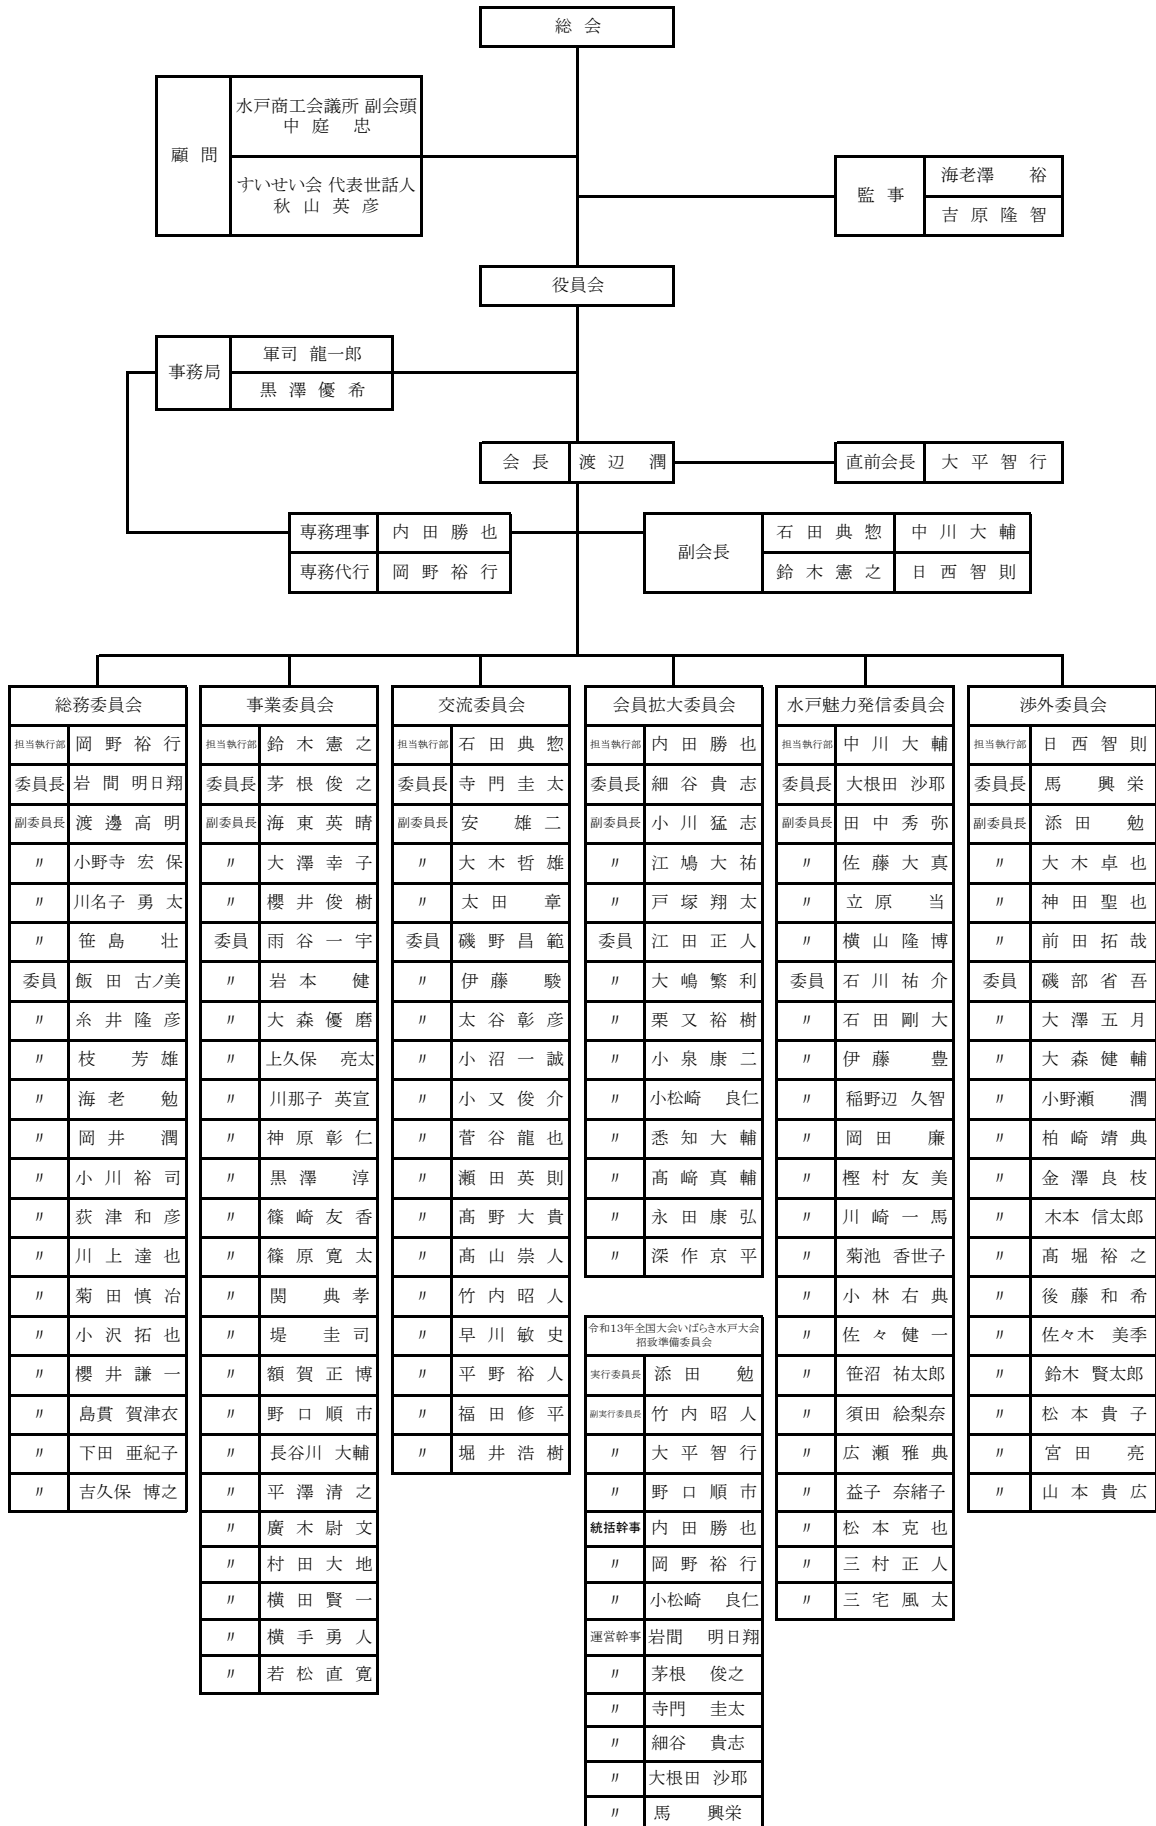 総 会
顧 問
水戸商工会議所 副会頭
中 庭 忠
すいせい会 代表世話人
秋 山 英 彦
監 事
海老澤 裕
吉 原 隆 智
役員会
事務局
軍司 龍一郎
黒 澤 優 希
会 長 渡 辺 潤
直前会長 大 平 智 行
専務理事 内 田 勝 也
専務代行 岡 野 裕 行
副会長
石 田 典 惣 中 川 大 輔
鈴 木 憲 之 日 西 智 則
総務委員会
担当執行部 岡 野 裕 行
委員長 岩 間 明日翔
副委員長 渡 邊 高 明
〃 小野寺 宏 保
〃 川名子 勇 太
〃 笹 島 壮
委員 飯 田 古ノ美
〃 糸 井 隆 彦
〃 枝 芳 雄
〃 海 老 勉
〃 岡 井 潤
〃 小 川 裕 司
〃 荻 津 和 彦
〃 川 上 達 也
〃 菊 田 慎 治
〃 小 沢 拓 也
〃 櫻 井 謙 一
〃 島貫 賀津衣
〃 下田 亜紀子
〃 吉久保 博之
事業委員会
担当執行部 鈴 木 憲 之
委員長 茅 根 俊 之
副委員長 海 東 英 晴
〃 大 澤 幸 子
〃 櫻 井 俊 樹
委員 雨 谷 一 宇
〃 岩 本 健
〃 大 森 優 磨
〃 上久保 亮太
〃 川那子 英宣
〃 神 原 彰 仁
〃 黒 澤 淳
〃 篠 崎 友 香
〃 篠 原 寛 太
〃 関 典 孝
〃 堤 圭 司
〃 額 賀 正 博
〃 野 口 順 市
〃 長谷川 大輔
〃 平 澤 清 之
〃 廣 木 尉 文
〃 村 田 大 地
〃 横 田 賢 一
〃 横 手 勇 人
〃 若 松 直 寛
交流委員会
担当執行部 石 田 典 惣
委員長 寺 門 圭 太
副委員長 安 雄 二
〃 大 木 哲 雄
〃 太 田 章
委員 磯 野 昌 範
〃 伊 藤 駿
〃 太 谷 彰 彦
〃 小 沼 一 誠
〃 小 又 俊 介
〃 菅 谷 龍 也
〃 瀬 田 英 則
〃 髙 野 大 貴
〃 髙 山 崇 人
〃 竹 内 昭 人
〃 早 川 敏 史
〃 平 野 裕 人
〃 福 田 修 平
〃 堀 井 浩 樹
会員拡大委員会
担当執行部 内 田 勝 也
委員長 細 谷 貴 志
副委員長 小 川 猛 志
〃 江 鳩 大 祐
〃 戸 塚 翔 太
委員 江 田 正 人
〃 大 嶋 繁 利
〃 栗 又 裕 樹
〃 小 泉 康 二
〃 小松崎 良仁
〃 悉 知 大 輔
〃 髙 﨑 真 輔
〃 永 田 康 弘
〃 深 作 京 平
令和13年全国大会いばらき水戸大会
招致準備委員会
実行委員長 添 田 勉
副実行委員長 竹 内 昭 人
〃 大 平 智 行
〃 野 口 順 市
統括幹事 内 田 勝 也
〃 岡 野 裕 行
〃 小松崎 良仁
運営幹事 岩間 明日翔
〃 茅根 俊之
〃 寺門 圭太
〃 細谷 貴志
〃 大根田 沙耶
〃 馬 興栄
水戸魅力発信委員会
担当執行部 中 川 大 輔
委員長 大根田 沙耶
副委員長 田 中 秀 弥
〃 佐 藤 大 真
〃 立 原 当
〃 横 山 隆 博
委員 石 川 祐 介
〃 石 田 剛 大
〃 伊 藤 豊
〃 稲野辺 久智
〃 岡 田 廉
〃 樫 村 友 美
〃 川 崎 一 馬
〃 菊池 香世子
〃 小 林 右 典
〃 佐 々 健 一
〃 笹沼 祐太郎
〃 須田 絵梨奈
〃 広 瀬 雅 典
〃 益子 奈緒子
〃 松 本 克 也
〃 三 村 正 人
〃 三 宅 風 太
渉外委員会
担当執行部 日 西 智 則
委員長 馬 興 栄
副委員長 添 田 勉
〃 大 木 卓 也
〃 神 田 聖 也
〃 前 田 拓 哉
委員 磯 部 省 吾
〃 大 澤 五 月
〃 大 森 健 輔
〃 小野瀬 潤
〃 柏 崎 靖 典
〃 金 澤 良 枝
〃 木本 信太郎
〃 髙 堀 裕 之
〃 後 藤 和 希
〃 佐々木 美季
〃 鈴木 賢太郎
〃 松 本 貴 子
〃 宮 田 亮
〃 山 本 貴 広